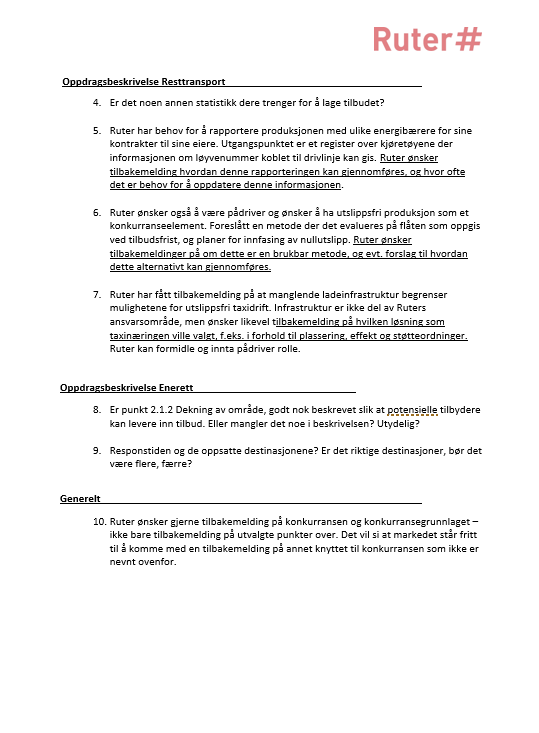 Ruter#
Oppdragsbeskrivelse Resttransport
4. Er det noen annen statistikk dere trenger for å lage tilbudet?
5. Ruter har behov for å rapportere produksjonen med ulike energibærere for sine
kontrakter til sine eiere. Utgangspunktet er et register over kjøretøyene der
informasjonen om løyvenummer koblet til drivlinje kan gis. Ruter ønsker
tilbakemelding hvordan denne rapporteringen kan gjennomføres, og hvor ofte
det er behov for å oppdatere denne informasjonen.
6. Ruter ønsker også å være pådriver og ønsker å ha utslippsfri produksjon som et
konkurranseelement. Foreslått en metode der det evalueres på flåten som oppgis
ved tilbudsfrist, og planer for innfasing av nullutslipp. Ruter ønsker
tilbakemeldinger på om dette er en brukbar metode, og evt. forslag til hvordan
dette alternativt kan gjennomføres.
7. Ruter har fått tilbakemelding på at manglende ladeinfrastruktur begrenser
mulighetene for utslippsfri taxidrift. Infrastruktur er ikke del av Ruters
ansvarsområde, men ønsker likevel tilbakemelding på hvilken løsning som
taxinæringen ville valgt, f.eks. i forhold til plassering, effekt og støtteordninger.
Ruter kan formidle og innta pådriver rolle.
Oppdragsbeskrivelse Enerett
8. Er punkt 2.1.2 Dekning av område, godt nok beskrevet slik at potensielle tilbydere
kan levere inn tilbud. Eller mangler det noe i beskrivelsen? Utydelig?
9. Responstiden og de oppsatte destinasjonene? Er det riktige destinasjoner, bør det
være flere, færre?
Generelt
10. Ruter ønsker gjerne tilbakemelding på konkurransen og konkurransegrunnlaget –
ikke bare tilbakemelding på utvalgte punkter over. Det vil si at markedet står fritt
til å komme med en tilbakemelding på annet knyttet til konkurransen som ikke er
nevnt ovenfor.